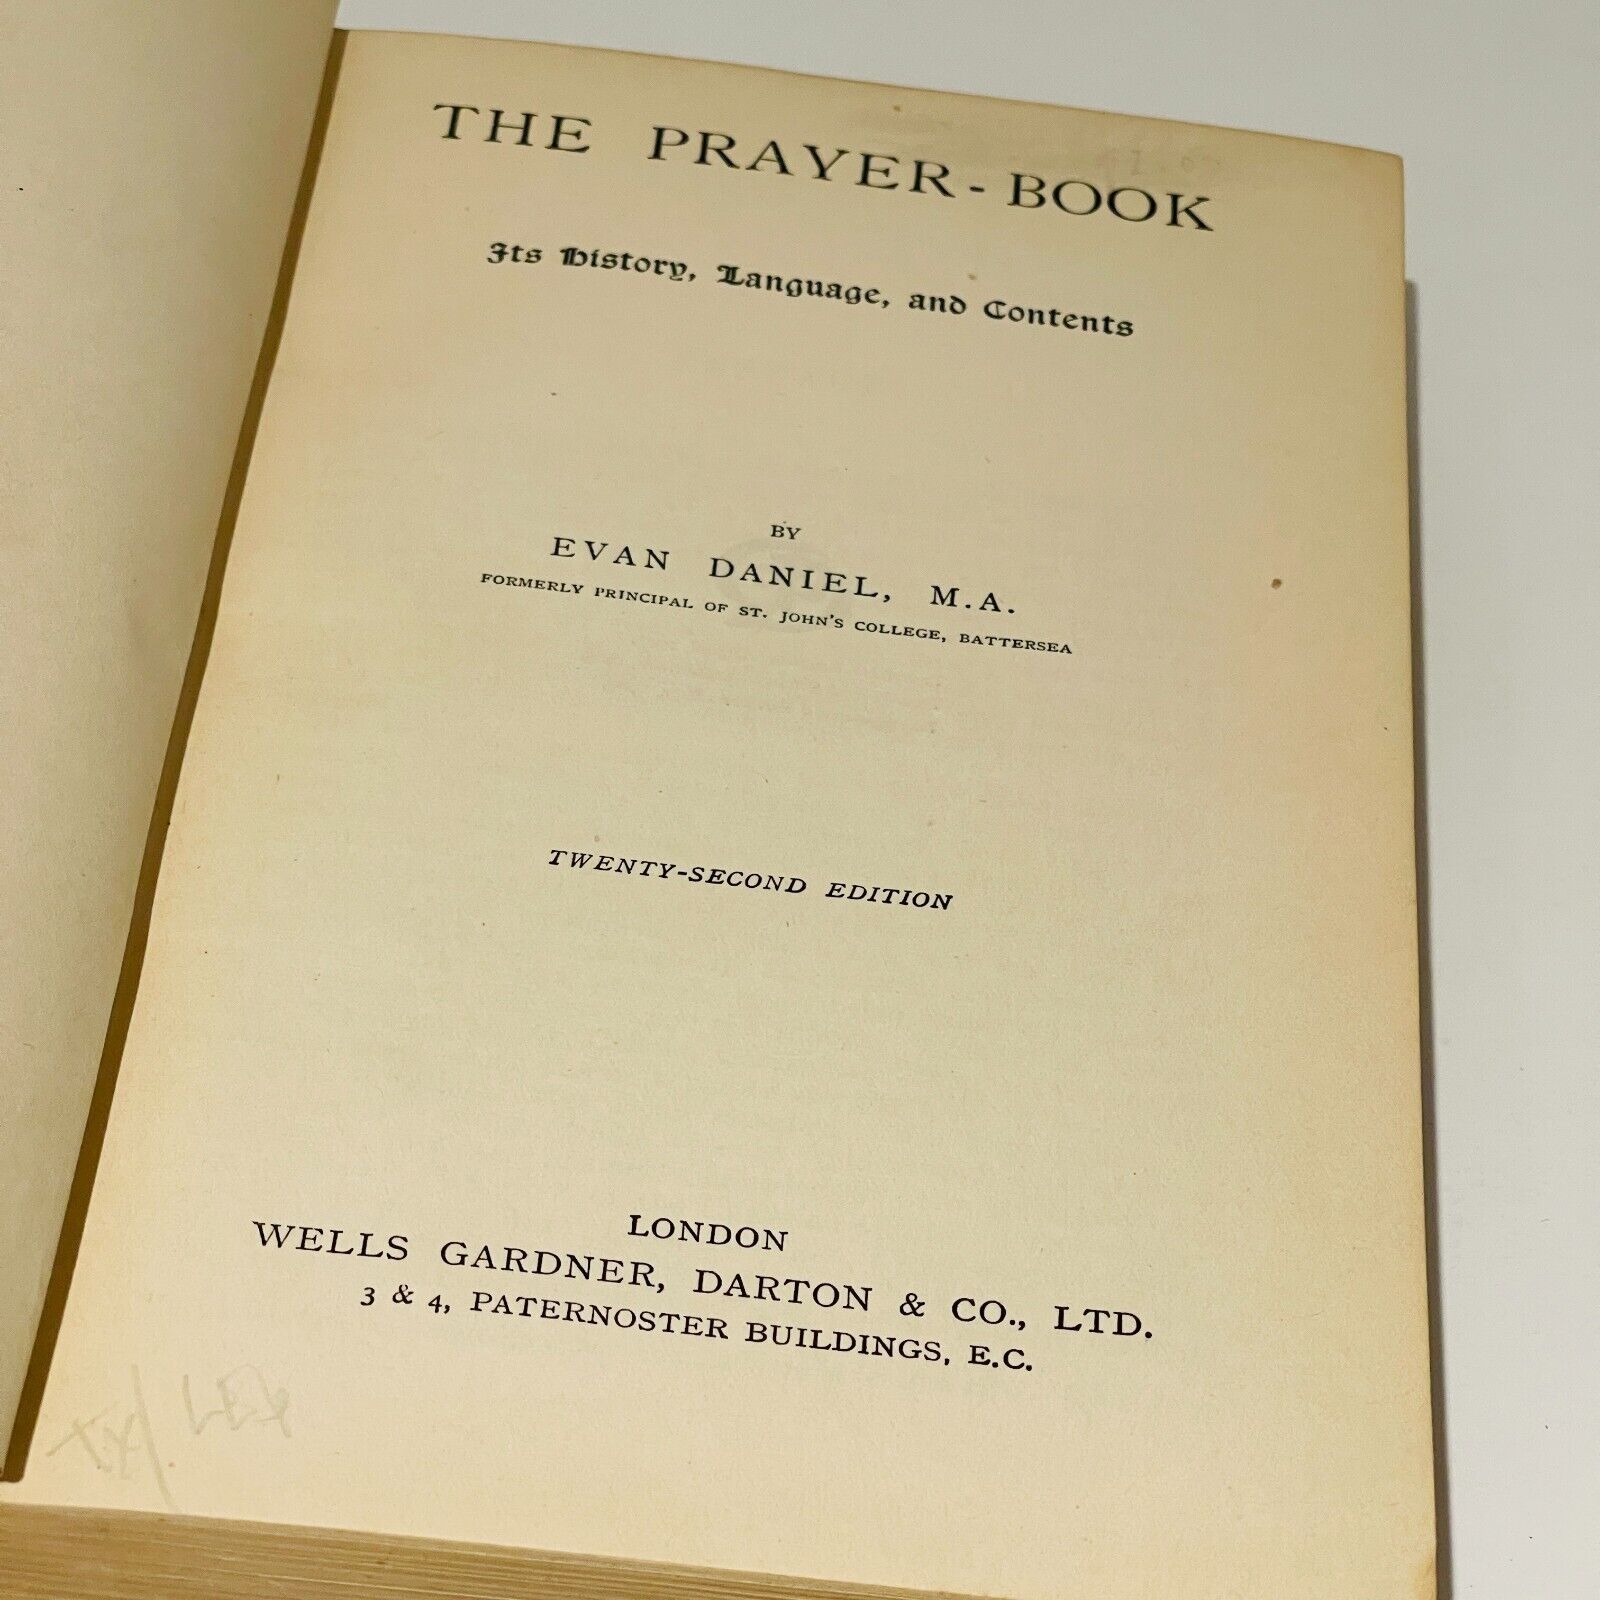 THE PRAYER-BOOK
Its History, Language, and Contents
BY
EVAN DANIEL, M.A.
FORMERLY PRINCIPAL OF ST. JOHN'S COLLEGE, BATTERSEA
TWENTY-SECOND EDITION
LONDON
WELLS GARDNER, DARTON & CO., LTD.
3 & 4, PATERNOSTER BUILDINGS, E.C.